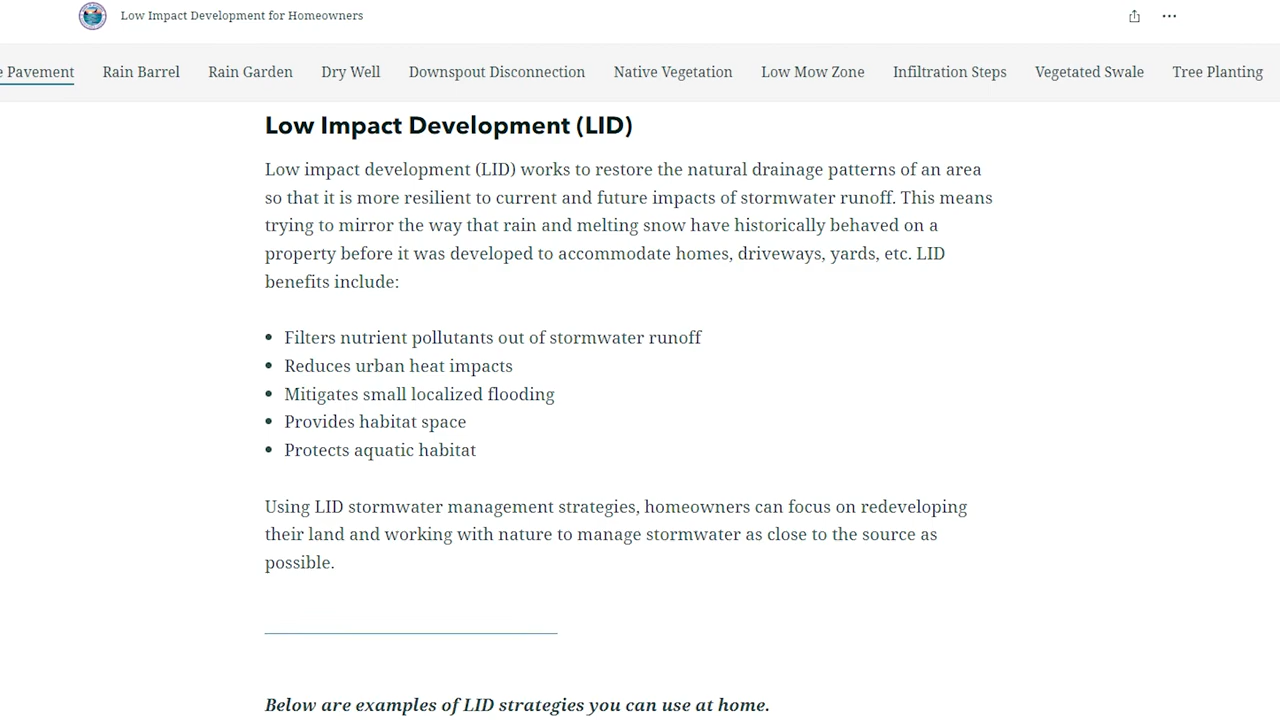 Low Impact Development for Homeowners
e Pavement Rain Barrel Rain Garden Dry Well Downspout Disconnection Native Vegetation Low Mow Zone Infiltration Steps Vegetated Swale Tree Planting
Low Impact Development (LID)
Low impact development (LID) works to restore the natural drainage patterns of an area
so that it is more resilient to current and future impacts of stormwater runoff. This means
trying to mirror the way that rain and melting snow have historically behaved on a
property before it was developed to accommodate homes, driveways, yards, etc. LID
benefits include:
• Filters nutrient pollutants out of stormwater runoff
• Reduces urban heat impacts
• Mitigates small localized flooding
• Provides habitat space
• Protects aquatic habitat
Using LID stormwater management strategies, homeowners can focus on redeveloping
their land and working with nature to manage stormwater as close to the source as
possible.
Below are examples of LID strategies you can use at home.